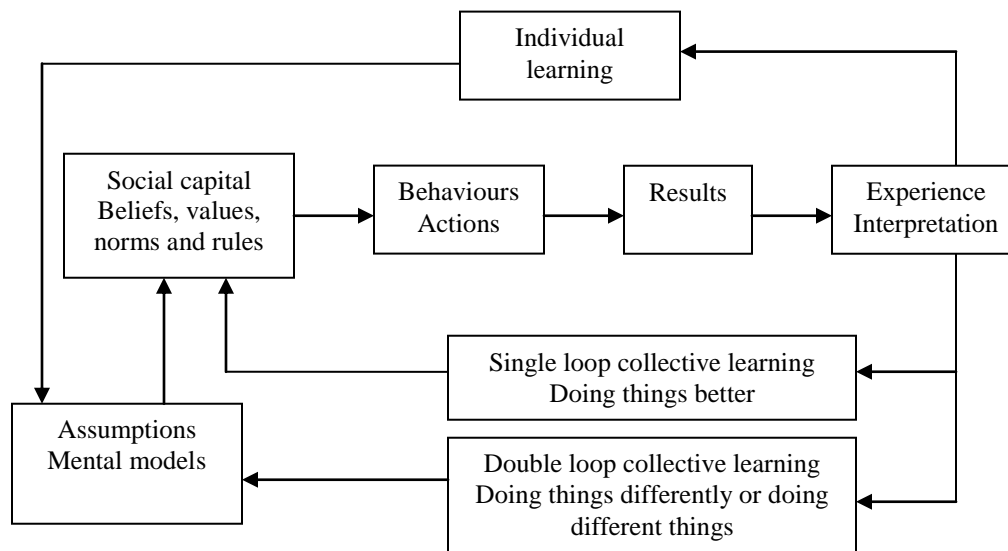 Individual
learning
Social capital
Beliefs, values,
norms and rules
Behaviours
Actions
Results
Experience
Interpretation
Single loop collective learning
Doing things better
Assumptions
Mental models
Double loop collective learning
Doing things differently or doing
different things